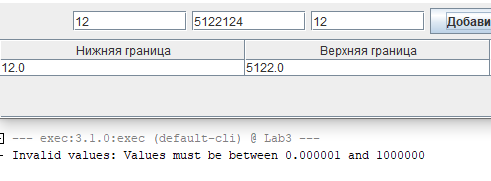 12 5122124 12 Добави
Нижняя граница Верхняя граница
12.0 5122.0
--- exec:3.1.0:exec (default-cli) @ Lab3 ---
Invalid values: Values must be between 0.000001 and 1000000